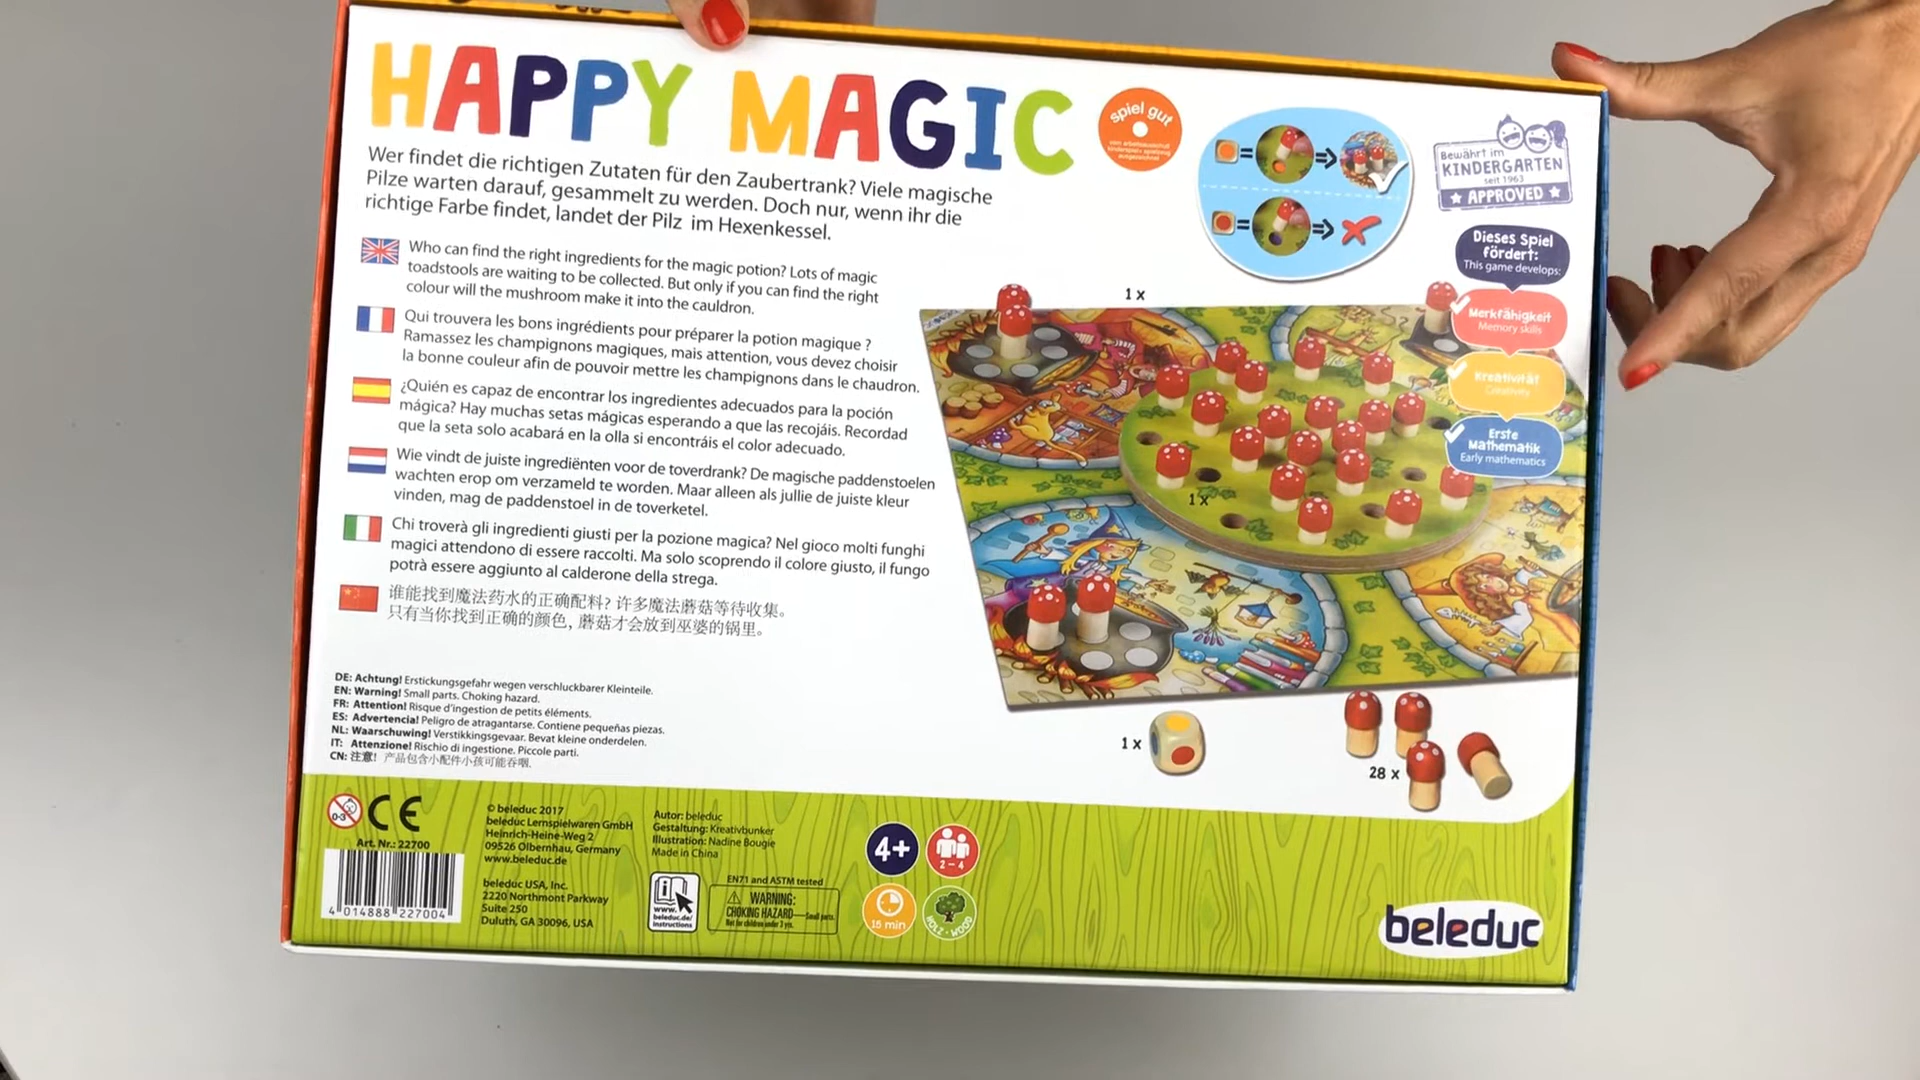 HAPPY MAGIC
spiel gut
Wer findet die richtigen Zutaten für den Zaubertrank? Viele magische
Pilze warten darauf, gesammelt zu werden. Doch nur, wenn ihr die
richtige Farbe findet, landet der Pilz im Hexenkessel.
Who can find the right ingredients for the magic potion? Lots of magic
toadstools are waiting to be collected. But only if you can find the right
colour will the mushroom make it into the cauldron.
Qui trouvera les bons ingrédients pour préparer la potion magique ?
Ramassez les champignons magiques, mais attention, vous devez choisir
la bonne couleur afin de pouvoir mettre les champignons dans le chaudron.
¿Quién es capaz de encontrar los ingredientes adecuados para la poción
mágica? Hay muchas setas mágicas esperando a que las recojáis. Recordad
que la seta solo acabará en la olla si encontráis el color adecuado.
Wie vindt de juiste ingrediënten voor de toverdrank? De magische paddenstoelen
wachten erop om verzameld te worden. Maar alleen als jullie de juiste kleur
vinden, mag de paddenstoel in de toverketel.
Chi troverà gli ingredienti giusti per la pozione magica? Nel gioco molti funghi
magici attendono di essere raccolti. Ma solo scoprendo il colore giusto, il fungo
potrà essere aggiunto al calderone della strega.
谁能找到魔法药水的正确配料? 许多魔法蘑菇等待收集。
只有当你找到正确的颜色, 蘑菇才会放到巫婆的锅里。
DE: Achtung! Erstickungsgefahr wegen verschluckbarer Kleinteile.
EN: Warning! Small parts. Choking hazard.
FR: Attention! Risque d'ingestion de petits éléments.
ES: Advertencia! Peligro de atragantarse. Contiene pequeñas piezas.
NL: Waarschuwing! Verstikkingsgevaar. Bevat kleine onderdelen.
IT: Attenzione! Rischio di ingestione. Piccole parti.
CN: 注意! 产品包含小配件小孩可能吞咽.
Bewährt im
KINDERGARTEN
seit 1963
APPROVED
Dieses Spiel
fördert:
This game develops:
Merkfähigkeit
Memory skills
Kreativität
Creativity
Erste
Mathematik
Early mathematics
1 x
1 x
1 x
28 x
0-3
CE
Art. Nr.: 22700
4 014888 227004
© beleduc 2017
beleduc Lernspielwaren GmbH
Heinrich-Heine-Weg 2
09526 Olbernhau, Germany
www.beleduc.de
beleduc USA, Inc.
2220 Northmont Parkway
Suite 250
Duluth, GA 30096, USA
Autor: beleduc
Gestaltung: Kreativbunker
Illustration: Nadine Bougie
Made in China
www.
beleduc.de/
instructions
EN71 and ASTM tested
WARNING:
CHOKING HAZARD—Small parts.
Not for children under 3 yrs.
4+
2 - 4
15 min
HOLZ - WOOD
beleduc